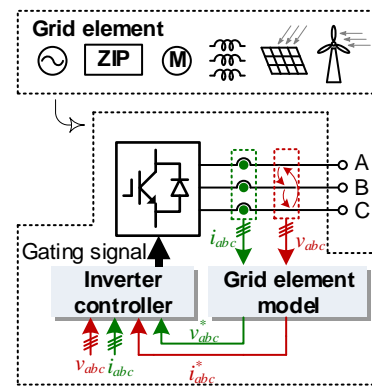 Grid element
ZIP
M
A
B
C
i_abc
v_abc
Gating signal
Inverter
controller
Grid element
model
v*_abc
v_abc
i_abc
i*_abc